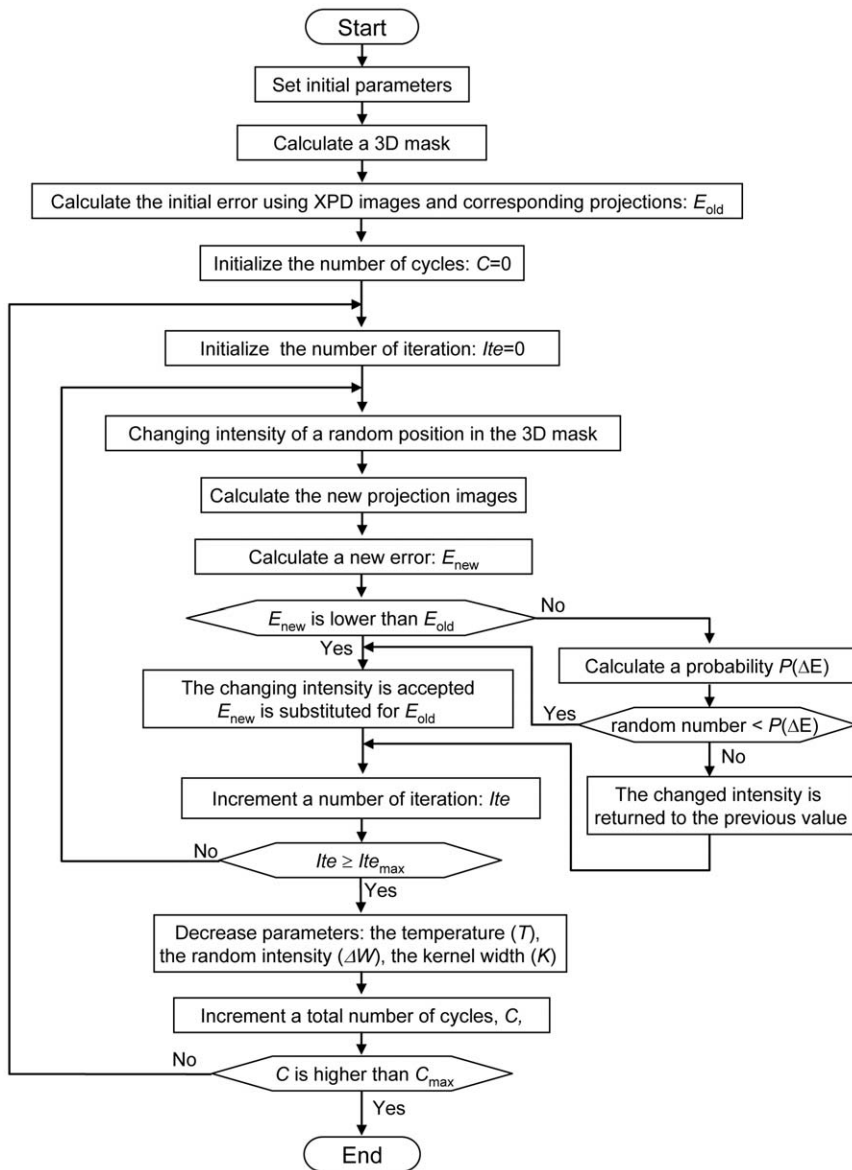 Start
Set initial parameters
Calculate a 3D mask
Calculate the initial error using XPD images and corresponding projections: Eold
Initialize the number of cycles: C=0
Initialize the number of iteration: Ite=0
Changing intensity of a random position in the 3D mask
Calculate the new projection images
Calculate a new error: Enew
Enew is lower than Eold
No
Yes
Calculate a probability P(ΔE)
The changing intensity is accepted
Enew is substituted for Eold
Yes
random number < P(ΔE)
No
Increment a number of iteration: Ite
The changed intensity is
returned to the previous value
No
Ite ≥ Itemax
Yes
Decrease parameters: the temperature (T),
the random intensity (ΔW), the kernel width (K)
Increment a total number of cycles, C,
No
C is higher than Cmax
Yes
End